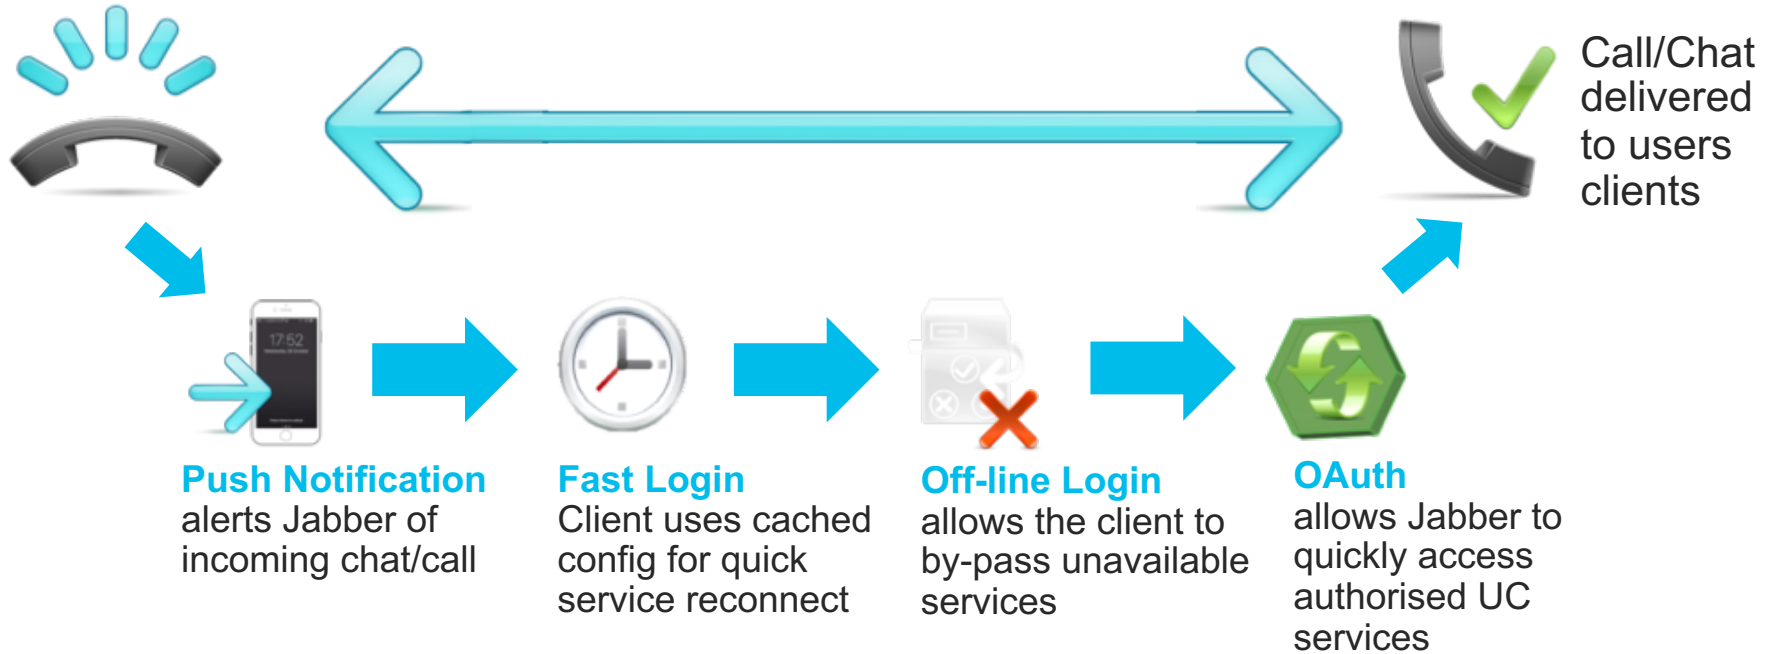 Call/Chat
delivered
to users
clients
17:52
Push Notification
alerts Jabber of
incoming chat/call
Fast Login
Client uses cached
config for quick
service reconnect
Off-line Login
allows the client to
by-pass unavailable
services
OAuth
allows Jabber to
quickly access
authorised UC
services